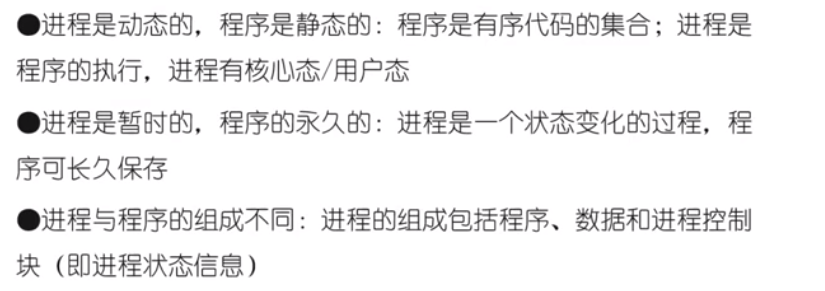 ●进程是动态的，程序是静态的：程序是有序代码的集合；进程是
程序的执行，进程有核心态/用户态
●进程是暂时的，程序的永久的：进程是一个状态变化的过程，程
序可长久保存
●进程与程序的组成不同：进程的组成包括程序、数据和进程控制
块（即进程状态信息）